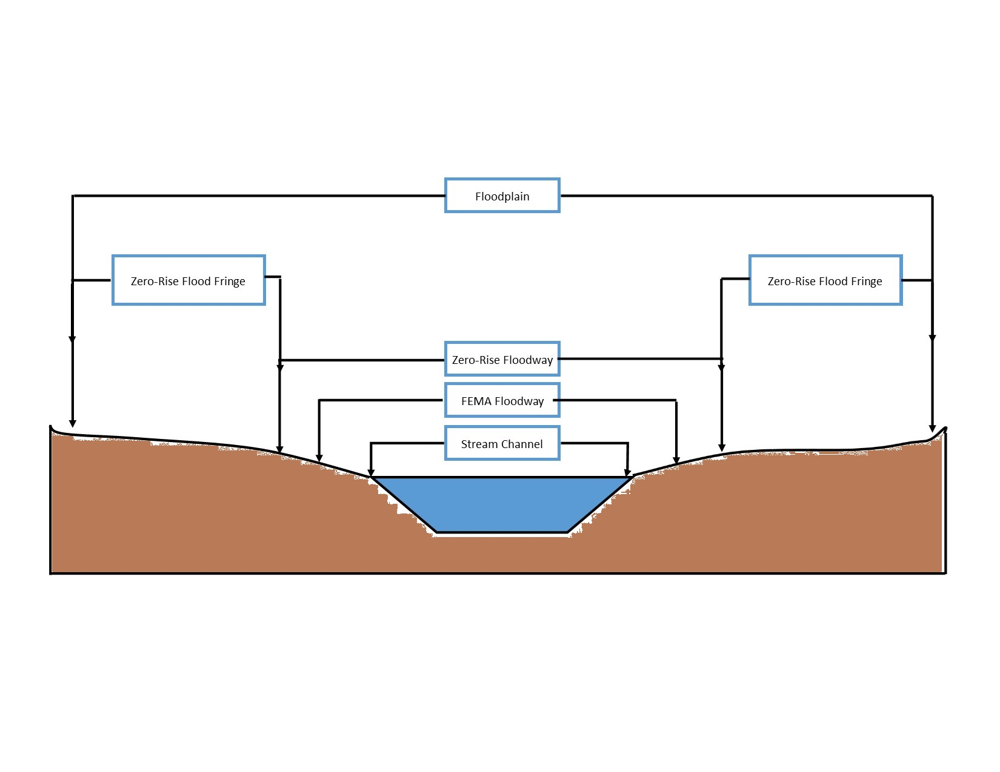 Floodplain
Zero-Rise Flood Fringe
Zero-Rise Flood Fringe
Zero-Rise Floodway
FEMA Floodway
Stream Channel